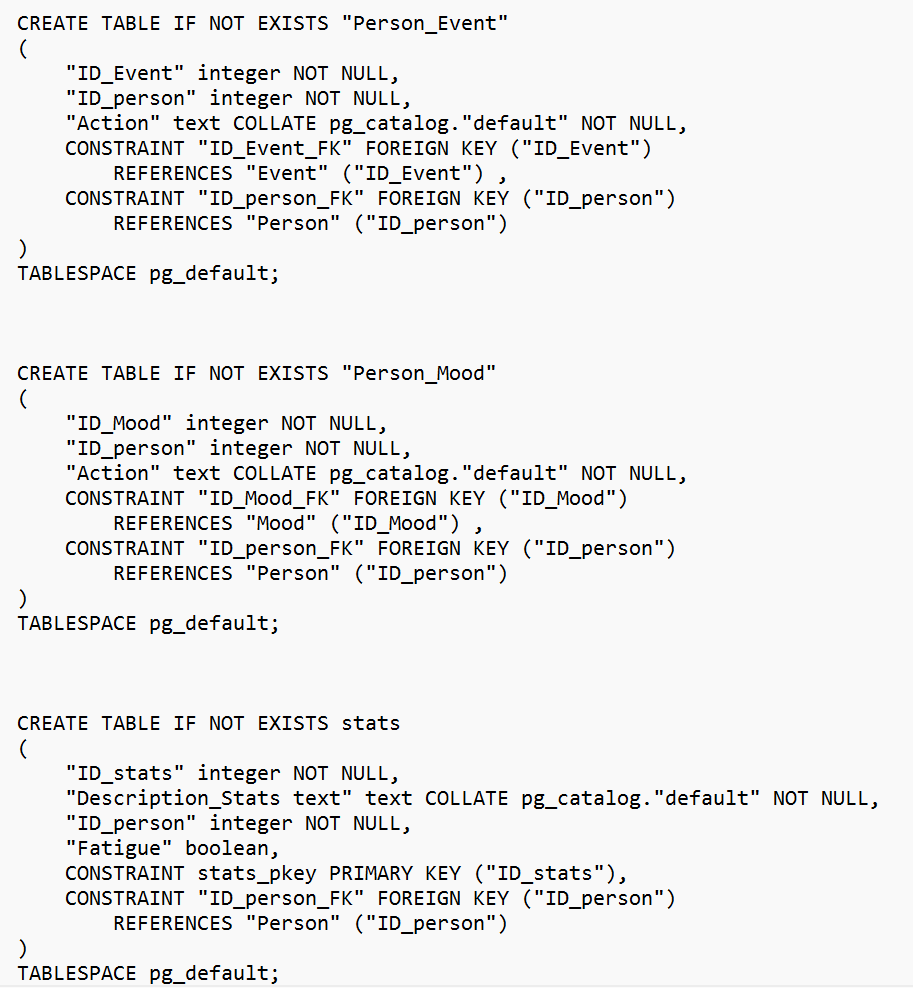 CREATE TABLE IF NOT EXISTS "Person_Event"
(
    "ID_Event" integer NOT NULL,
    "ID_person" integer NOT NULL,
    "Action" text COLLATE pg_catalog."default" NOT NULL,
    CONSTRAINT "ID_Event_FK" FOREIGN KEY ("ID_Event")
        REFERENCES "Event" ("ID_Event") ,
    CONSTRAINT "ID_person_FK" FOREIGN KEY ("ID_person")
        REFERENCES "Person" ("ID_person")
)
TABLESPACE pg_default;
CREATE TABLE IF NOT EXISTS "Person_Mood"
(
    "ID_Mood" integer NOT NULL,
    "ID_person" integer NOT NULL,
    "Action" text COLLATE pg_catalog."default" NOT NULL,
    CONSTRAINT "ID_Mood_FK" FOREIGN KEY ("ID_Mood")
        REFERENCES "Mood" ("ID_Mood") ,
    CONSTRAINT "ID_person_FK" FOREIGN KEY ("ID_person")
        REFERENCES "Person" ("ID_person")
)
TABLESPACE pg_default;
CREATE TABLE IF NOT EXISTS stats
(
    "ID_stats" integer NOT NULL,
    "Description_Stats text" text COLLATE pg_catalog."default" NOT NULL,
    "ID_person" integer NOT NULL,
    "Fatigue" boolean,
    CONSTRAINT stats_pkey PRIMARY KEY ("ID_stats"),
    CONSTRAINT "ID_person_FK" FOREIGN KEY ("ID_person")
        REFERENCES "Person" ("ID_person")
)
TABLESPACE pg_default;